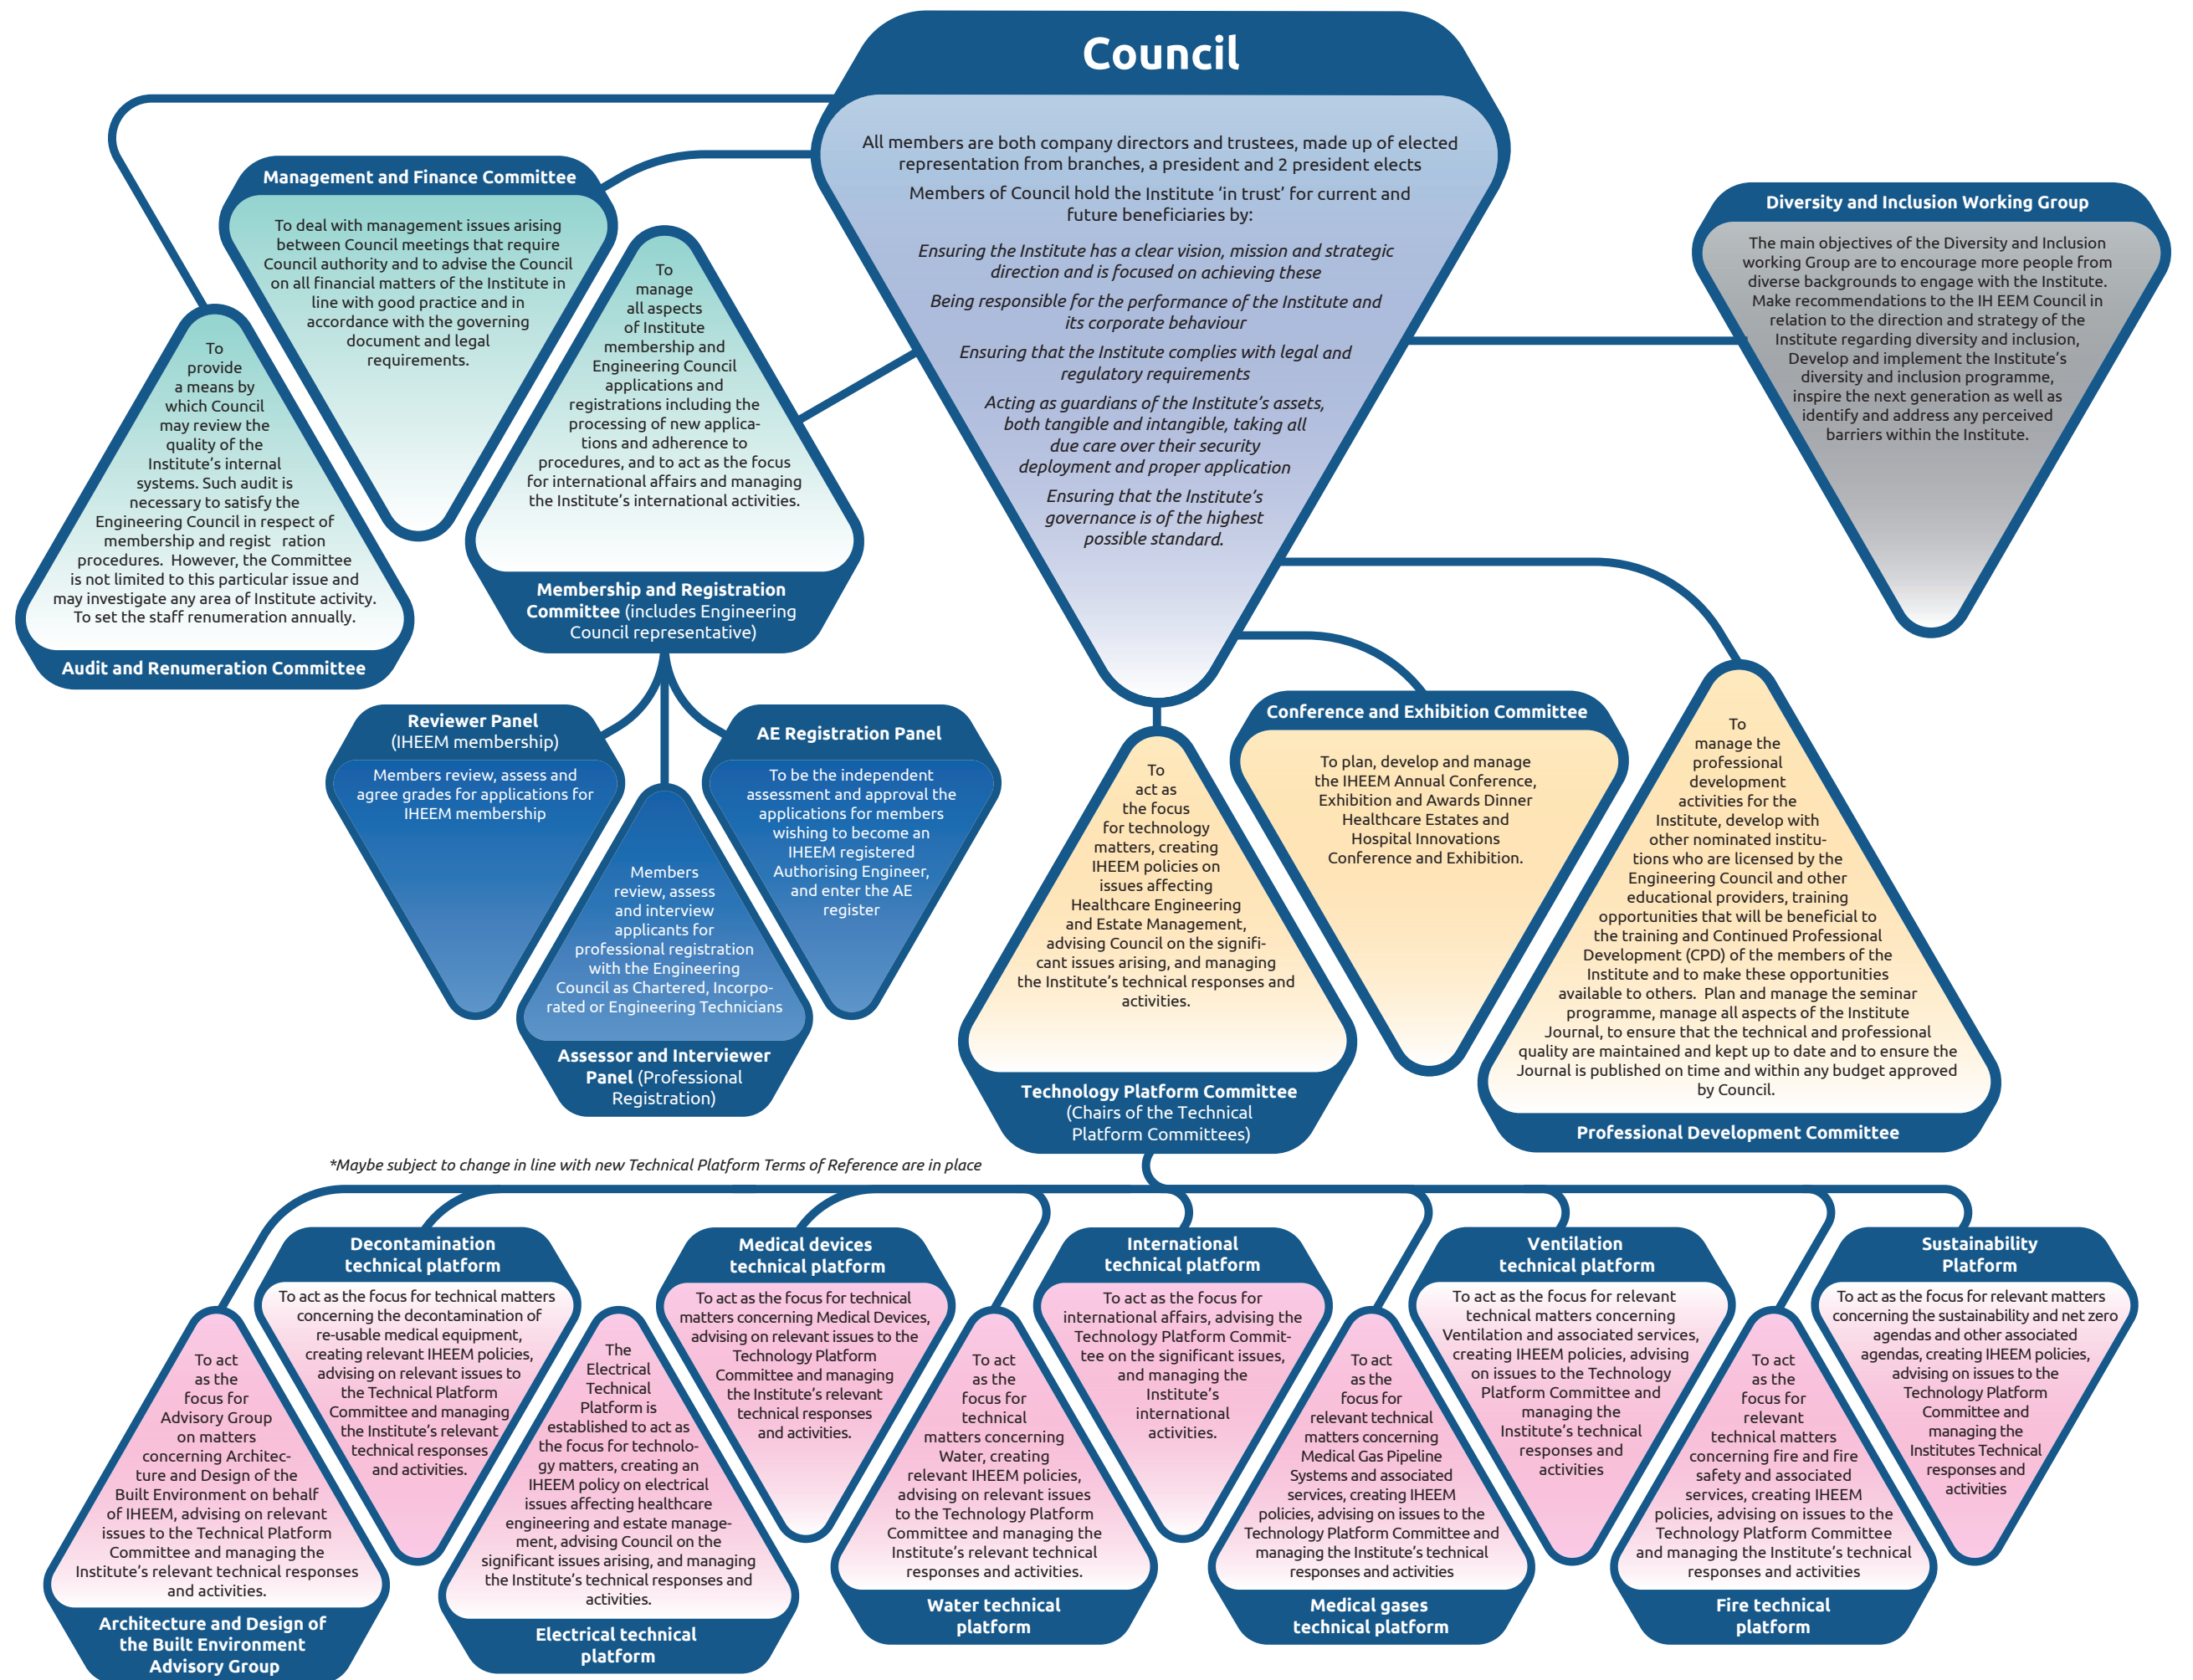 Council
All members are both company directors and trustees, made up of elected
representation from branches, a president and 2 president elects
Members of Council hold the Institute ‘in trust’ for current and
future beneficiaries by:
Ensuring the Institute has a clear vision, mission and strategic
direction and is focused on achieving these
Being responsible for the performance of the Institute and
its corporate behaviour
Ensuring that the Institute complies with legal and
regulatory requirements
Acting as guardians of the Institute’s assets,
both tangible and intangible, taking all
due care over their security
deployment and proper application
Ensuring that the Institute’s
governance is of the highest
possible standard.
Management and Finance Committee
To deal with management issues arising
between Council meetings that require
Council authority and to advise the Council
on all financial matters of the Institute in
line with good practice and in
accordance with the governing
document and legal
requirements.
Diversity and Inclusion Working Group
The main objectives of the Diversity and Inclusion
working Group are to encourage more people from
diverse backgrounds to engage with the Institute.
Make recommendations to the IH EEM Council in
relation to the direction and strategy of the
Institute regarding diversity and inclusion,
Develop and implement the Institute’s
diversity and inclusion programme,
inspire the next generation as well as
identify and address any perceived
barriers within the Institute.
To
provide
a means by
which Council
may review the
quality of the
Institute’s internal
systems. Such audit is
necessary to satisfy the
Engineering Council in respect of
membership and regist ration
procedures. However, the Committee
is not limited to this particular issue and
may investigate any area of Institute activity.
To set the staff renumeration annually.
Audit and Renumeration Committee
To
manage
all aspects
of Institute
membership and
Engineering Council
applications and
registrations including the
processing of new applica-
tions and adherence to
procedures, and to act as the focus
for international affairs and managing
the Institute’s international activities.
Membership and Registration
Committee (includes Engineering
Council representative)
Reviewer Panel
(IHEEM membership)
Members review, assess and
agree grades for applications for
IHEEM membership
Members
review, assess
and interview
applicants for
professional registration
with the Engineering
Council as Chartered, Incorpo-
rated or Engineering Technicians
Assessor and Interviewer
Panel (Professional
Registration)
AE Registration Panel
To be the independent
assessment and approval the
applications for members
wishing to become an
IHEEM registered
Authorising Engineer,
and enter the AE
register
To
act as
the focus
for technology
matters, creating
IHEEM policies on
issues affecting
Healthcare Engineering
and Estate Management,
advising Council on the signifi-
cant issues arising, and managing
the Institute’s technical responses and
activities.
Technology Platform Committee
(Chairs of the Technical
Platform Committees)
Conference and Exhibition Committee
To plan, develop and manage
the IHEEM Annual Conference,
Exhibition and Awards Dinner
Healthcare Estates and
Hospital Innovations
Conference and Exhibition.
To
manage the
professional
development
activities for the
Institute, develop with
other nominated institu-
tions who are licensed by the
Engineering Council and other
educational providers, training
opportunities that will be beneficial to
the training and Continued Professional
Development (CPD) of the members of the
Institute and to make these opportunities
available to others. Plan and manage the seminar
programme, manage all aspects of the Institute
Journal, to ensure that the technical and professional
quality are maintained and kept up to date and to ensure the
Journal is published on time and within any budget approved
by Council.
Professional Development Committee
*Maybe subject to change in line with new Technical Platform Terms of Reference are in place
To act
as the
focus for
Advisory Group
on matters
concerning Architec-
ture and Design of the
Built Environment on behalf
of IHEEM, advising on relevant
issues to the Technical Platform
Committee and managing the
Institute’s relevant technical responses
and activities.
Architecture and Design of
the Built Environment
Advisory Group
Decontamination
technical platform
To act as the focus for technical matters
concerning the decontamination of
re-usable medical equipment,
creating relevant IHEEM policies,
advising on relevant issues to
the Technical Platform
Committee and managing
the Institute’s relevant
technical responses
and activities.
The
Electrical
Technical
Platform is
established to act as
the focus for technolo-
gy matters, creating an
IHEEM policy on electrical
issues affecting healthcare
engineering and estate manage-
ment, advising Council on the
significant issues arising, and managing
the Institute’s technical responses and
activities.
Electrical technical
platform
Medical devices
technical platform
To act as the focus for technical
matters concerning Medical Devices,
advising on relevant issues to the
Technology Platform
Committee and managing
the Institute’s relevant
technical responses
and activities.
To act
as the
focus for
technical
matters concerning
Water, creating
relevant IHEEM policies,
advising on relevant issues
to the Technology Platform
Committee and managing the
Institute’s relevant technical
responses and activities.
Water technical
platform
International
technical platform
To act as the focus for
international affairs, advising the
Technology Platform Commit-
tee on the significant issues,
and managing the
Institute’s
international
activities.
To act
as the
focus for
relevant technical
matters concerning
Medical Gas Pipeline
Systems and associated
services, creating IHEEM
policies, advising on issues to the
Technology Platform Committee and
managing the Institute’s technical
responses and activities
Medical gases
technical platform
Ventilation
technical platform
To act as the focus for relevant
technical matters concerning
Ventilation and associated services,
creating IHEEM policies, advising
on issues to the Technology
Platform Committee and
managing the
Institute’s technical
responses and
activities
To act
as the
focus for
relevant
technical matters
concerning fire and fire
safety and associated
services, creating IHEEM
policies, advising on issues to the
Technology Platform Committee
and managing the Institute’s technical
responses and activities
Fire technical
platform
Sustainability
Platform
To act as the focus for relevant matters
concerning the sustainability and net zero
agendas and other associated
agendas, creating IHEEM policies,
advising on issues to the
Technology Platform
Committee and
managing the
Institutes Technical
responses and
activities